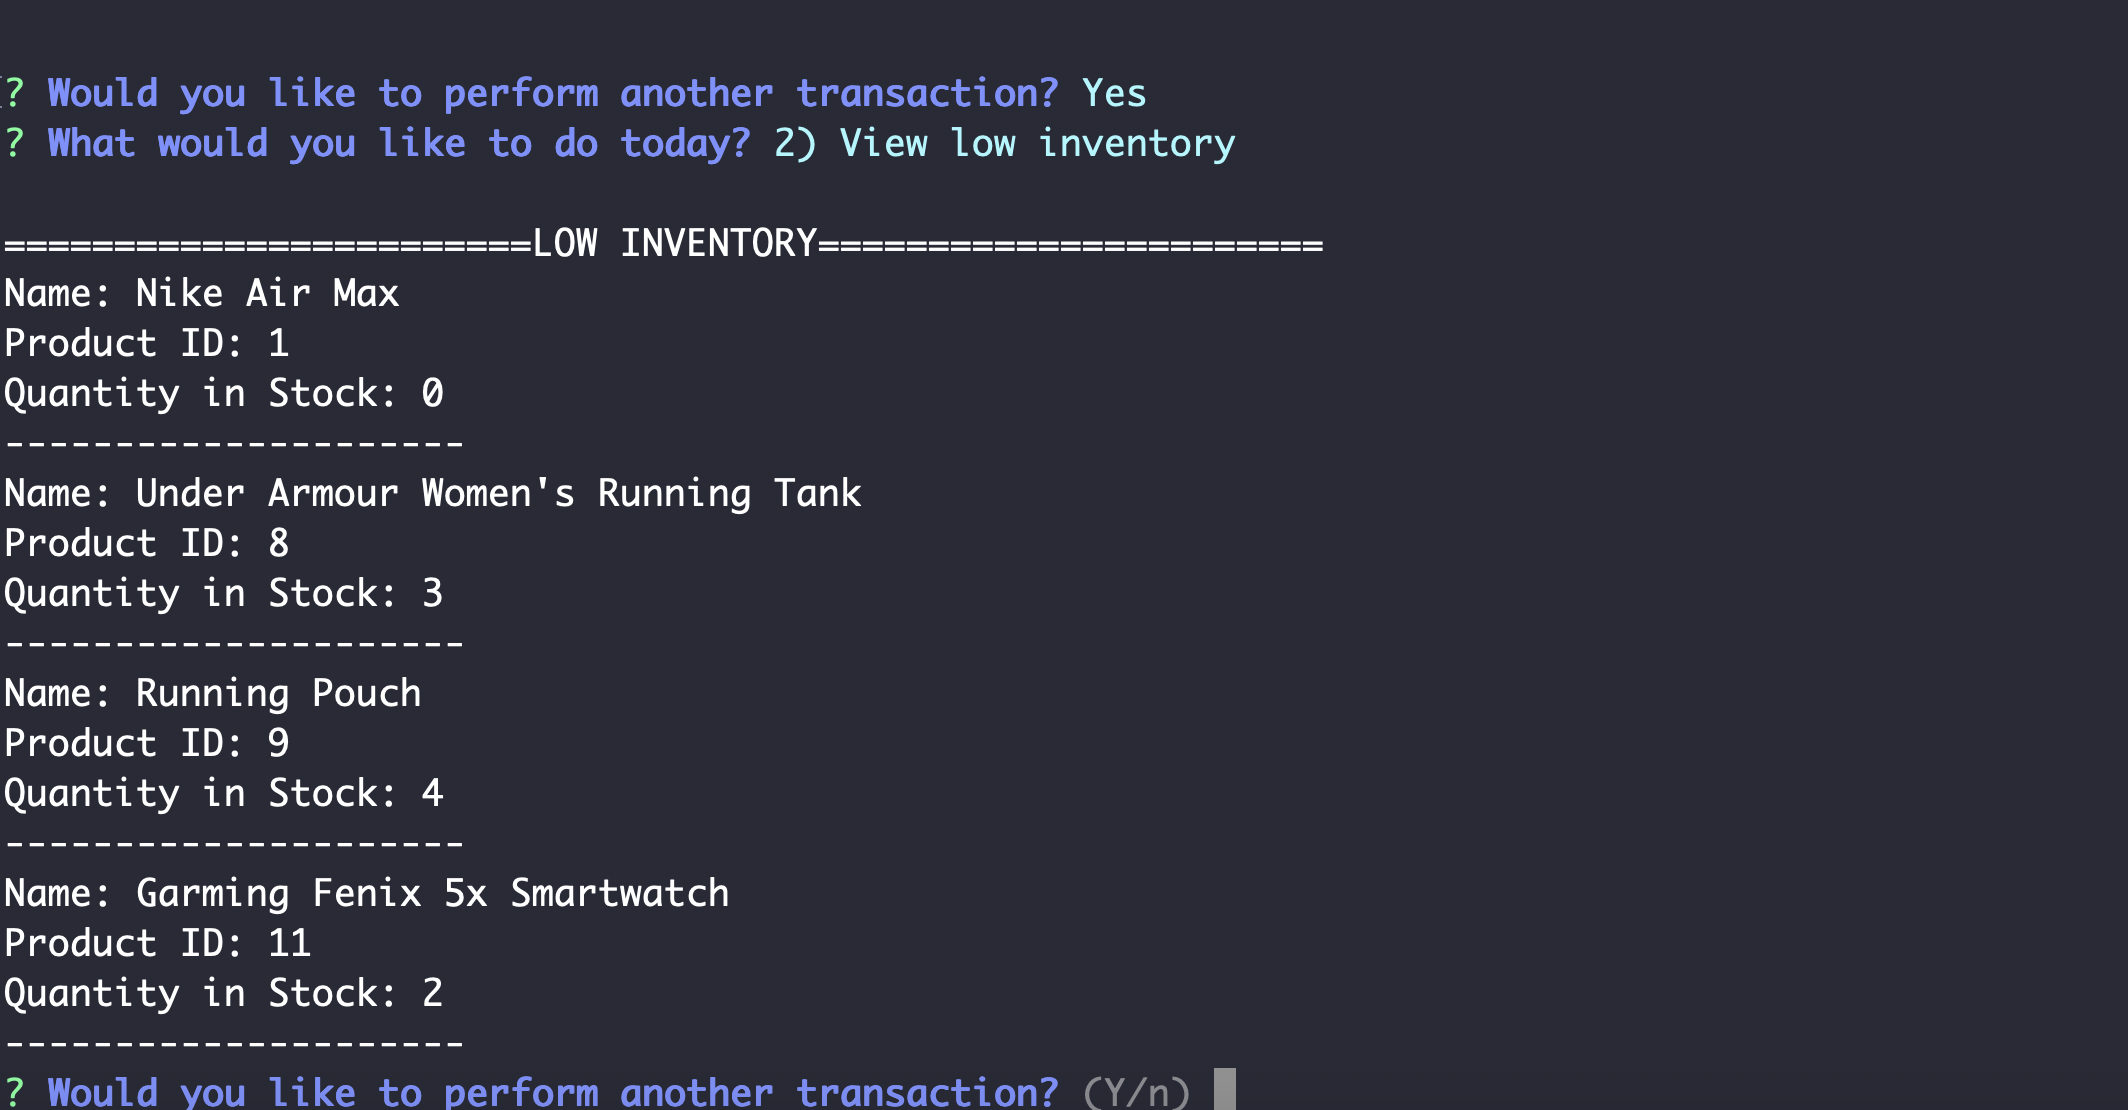 ? Would you like to perform another transaction? Yes
? What would you like to do today? 2) View low inventory
========================LOW INVENTORY=======================
Name: Nike Air Max
Product ID: 1
Quantity in Stock: 0
---------------------
Name: Under Armour Women's Running Tank
Product ID: 8
Quantity in Stock: 3
---------------------
Name: Running Pouch
Product ID: 9
Quantity in Stock: 4
---------------------
Name: Garming Fenix 5x Smartwatch
Product ID: 11
Quantity in Stock: 2
---------------------
? Would you like to perform another transaction? (Y/n)